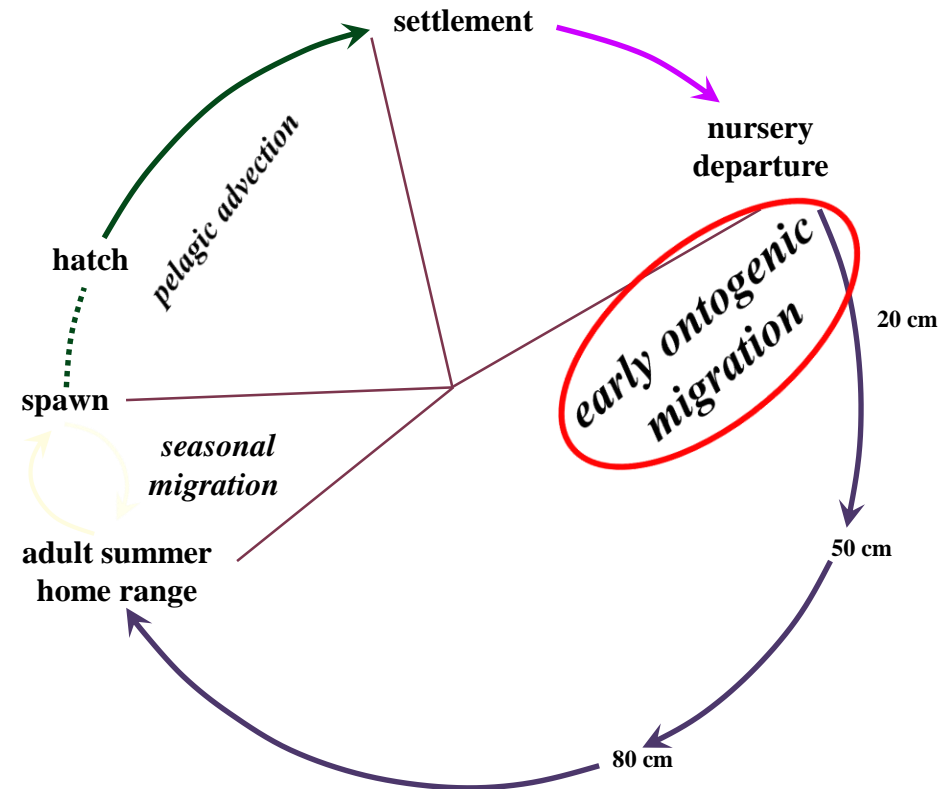 settlement
nursery
departure
pelagic advection
hatch
early ontogenic
migration
20 cm
spawn
seasonal
migration
adult summer
home range
50 cm
80 cm